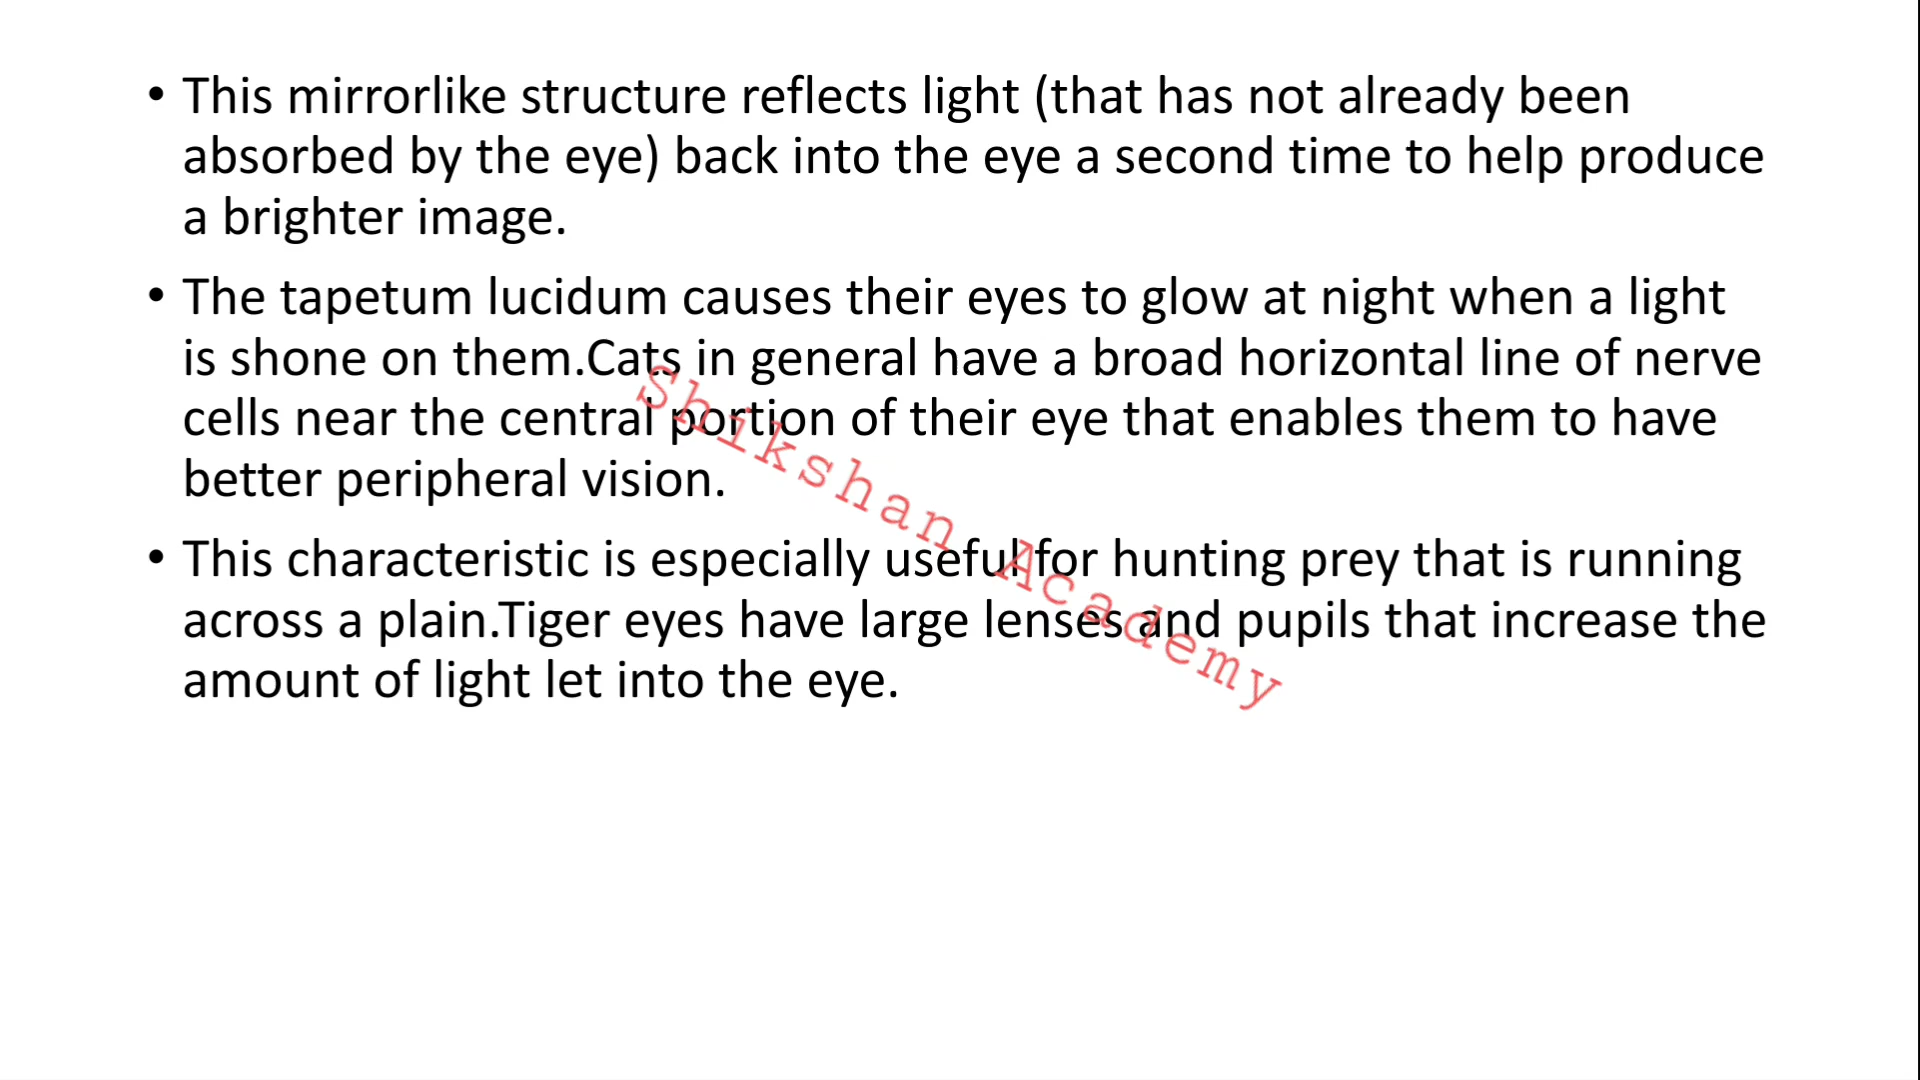 • This mirrorlike structure reflects light (that has not already been
absorbed by the eye) back into the eye a second time to help produce
a brighter image.
• The tapetum lucidum causes their eyes to glow at night when a light
is shone on them.Cats in general have a broad horizontal line of nerve
cells near the central portion of their eye that enables them to have
better peripheral vision.
• This characteristic is especially useful for hunting prey that is running
across a plain.Tiger eyes have large lenses and pupils that increase the
amount of light let into the eye.
Shikshan Academy